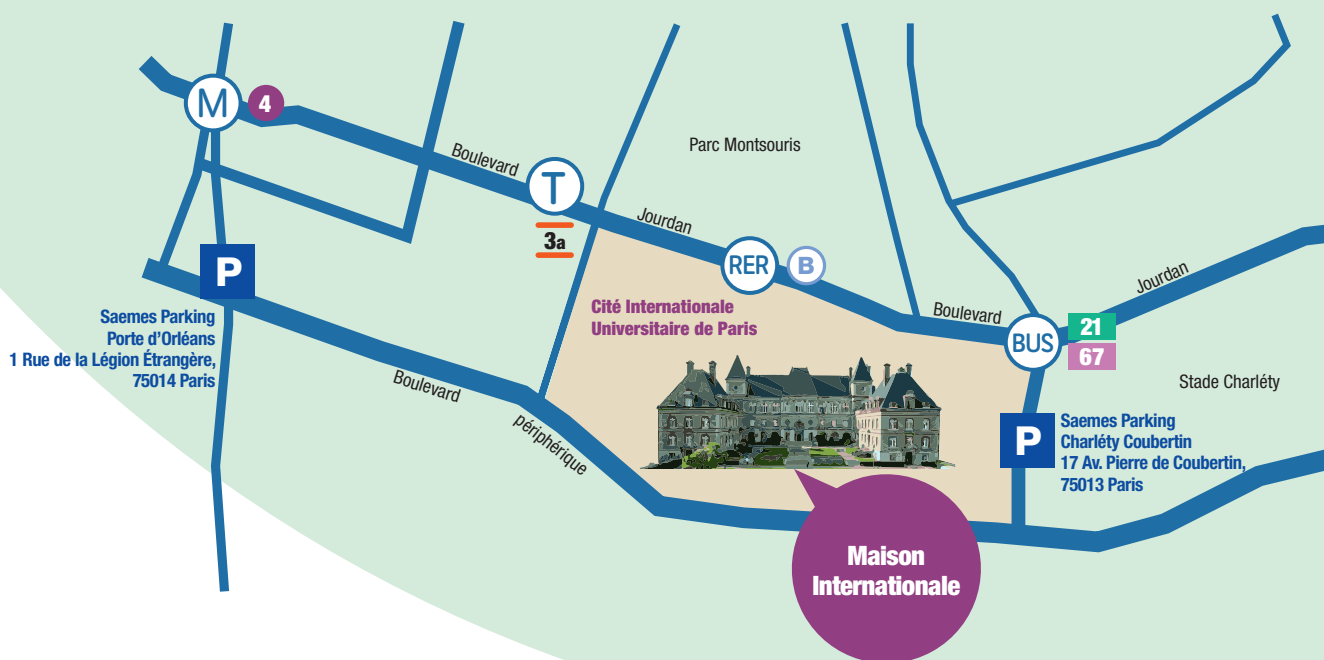 M
4
Boulevard
T
3a
Jourdan
Parc Montsouris
RER
B
Cité Internationale
Universitaire de Paris
Boulevard
BUS
21
67
Jourdan
Stade Charléty
P
Saemes Parking
Porte d’Orléans
1 Rue de la Légion Étrangère,
75014 Paris
Boulevard
périphérique
P
Saemes Parking
Charléty Coubertin
17 Av. Pierre de Coubertin,
75013 Paris
Maison
Internationale